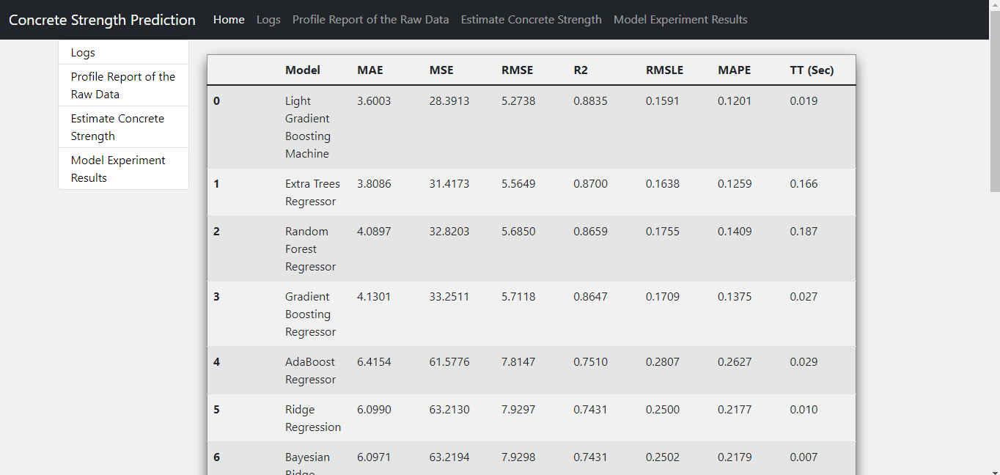 Concrete Strength Prediction Home Logs Profile Report of the Raw Data Estimate Concrete Strength Model Experiment Results
Logs
Profile Report of the
Raw Data
Estimate Concrete
Strength
Model Experiment
Results
Model MAE MSE RMSE R2 RMSLE MAPE TT (Sec)
0 Light 3.6003 28.3913 5.2738 0.8835 0.1591 0.1201 0.019
Gradient
Boosting
Machine
1 Extra Trees 3.8086 31.4173 5.5649 0.8700 0.1638 0.1259 0.166
Regressor
2 Random 4.0897 32.8203 5.6850 0.8659 0.1755 0.1409 0.187
Forest
Regressor
3 Gradient 4.1301 33.2511 5.7118 0.8647 0.1709 0.1375 0.027
Boosting
Regressor
4 AdaBoost 6.4154 61.5776 7.8147 0.7510 0.2807 0.2627 0.029
Regressor
5 Ridge 6.0990 63.2130 7.9297 0.7431 0.2500 0.2177 0.010
Regression
6 Bayesian 6.0971 63.2194 7.9298 0.7431 0.2502 0.2179 0.007
Ridge